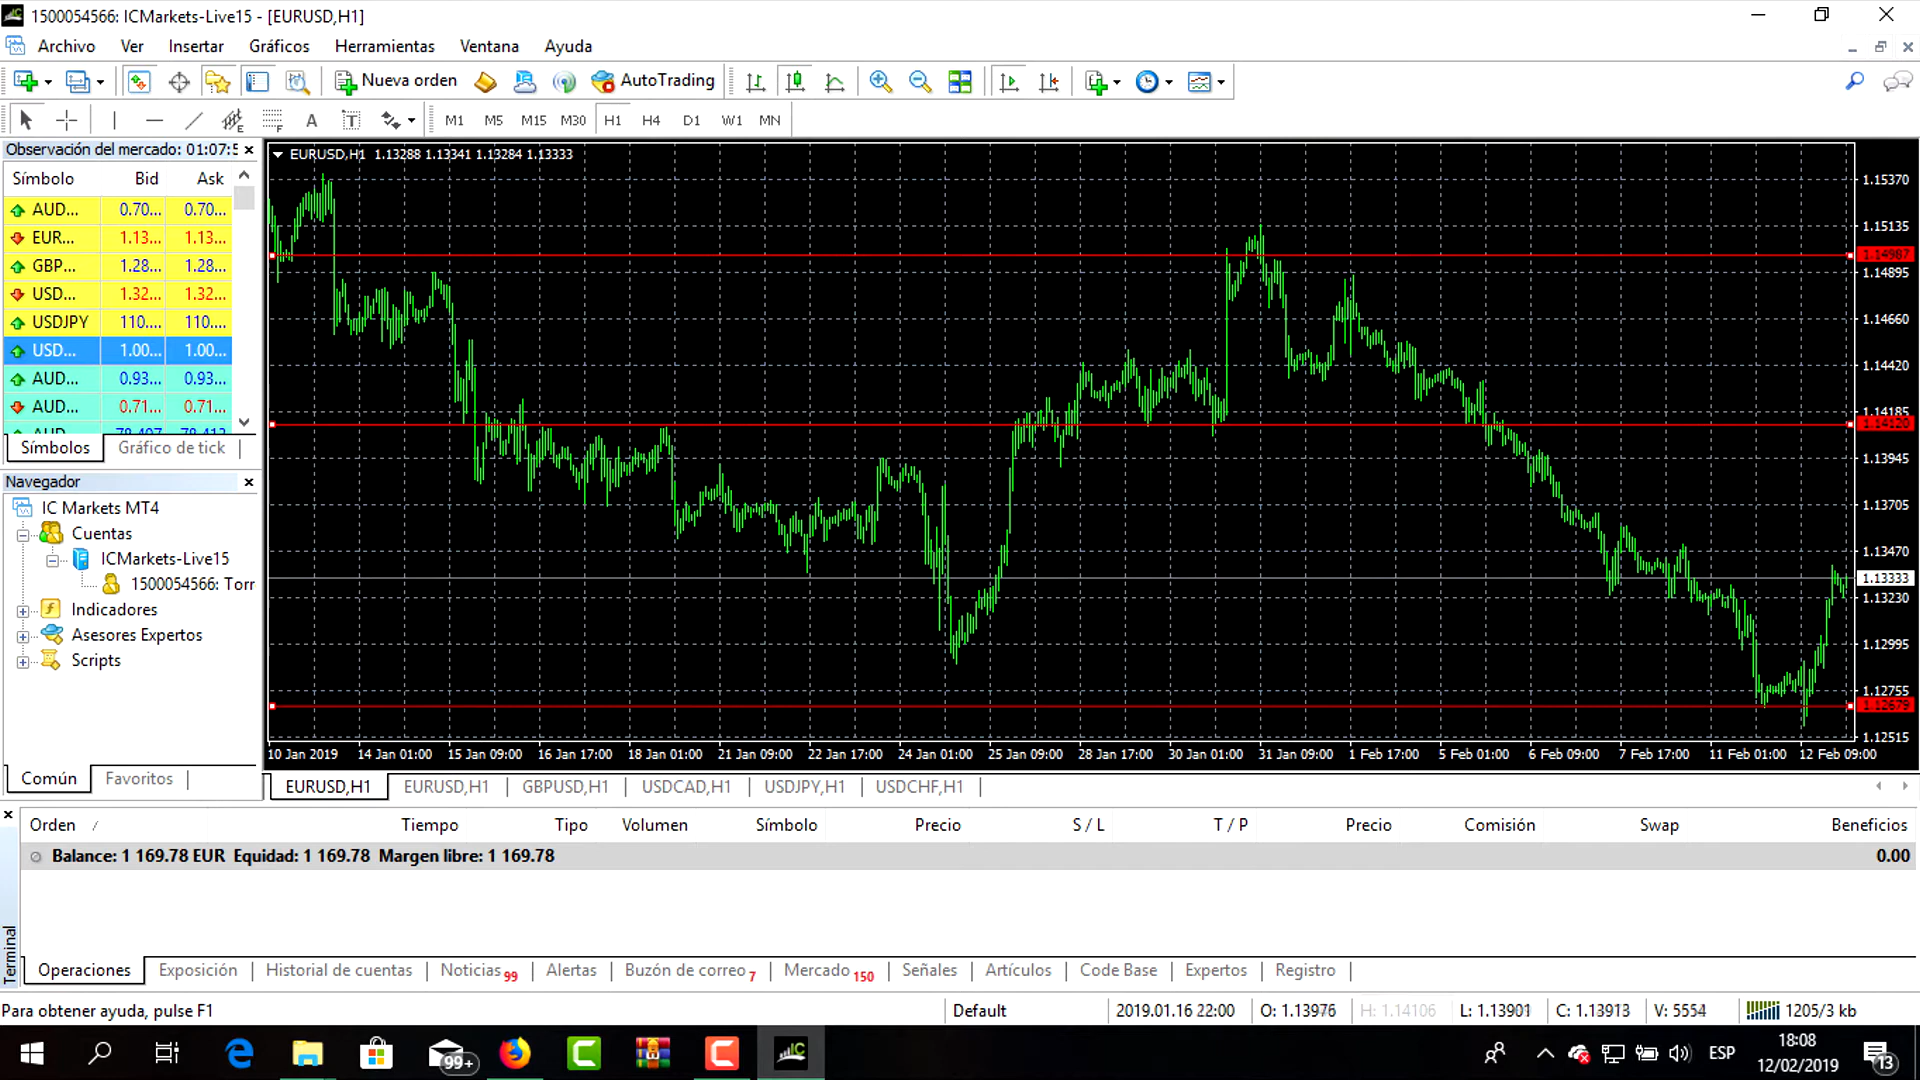 1500054566: ICMarkets-Live15 - [EURUSD,H1]
Archivo Ver Insertar Gráficos Herramientas Ventana Ayuda
Nueva orden AutoTrading
A T M1 M5 M15 M30 H1 H4 D1 W1 MN
Observación del mercado: 01:07:5
Símbolo Bid Ask
AUD... 0.70... 0.70...
EUR... 1.13... 1.13...
GBP... 1.28... 1.28...
USD... 1.32... 1.32...
USDJPY 110.... 110....
USD... 1.00... 1.00...
AUD... 0.93... 0.93...
AUD... 0.71... 0.71...
Símbolos Gráfico de tick
Navegador
IC Markets MT4
Cuentas
ICMarkets-Live15
1500054566: Torr
Indicadores
Asesores Expertos
Scripts
Común Favoritos
EURUSD,H1 1.13288 1.13341 1.13284 1.13333
1.15370
1.15135
1.14987
1.14895
1.14660
1.14420
1.14185
1.14120
1.13945
1.13705
1.13470
1.13333
1.13230
1.12995
1.12755
1.12679
1.12515
10 Jan 2019 14 Jan 01:00 15 Jan 09:00 16 Jan 17:00 18 Jan 01:00 21 Jan 09:00 22 Jan 17:00 24 Jan 01:00 25 Jan 09:00 28 Jan 17:00 30 Jan 01:00 31 Jan 09:00 1 Feb 17:00 5 Feb 01:00 6 Feb 09:00 7 Feb 17:00 11 Feb 01:00 12 Feb 09:00
EURUSD,H1 EURUSD,H1 GBPUSD,H1 USDCAD,H1 USDJPY,H1 USDCHF,H1
Orden / Tiempo Tipo Volumen Símbolo Precio S / L T / P Precio Comisión Swap Beneficios
Balance: 1 169.78 EUR Equidad: 1 169.78 Margen libre: 1 169.78 0.00
Terminal
Operaciones Exposición Historial de cuentas Noticias 99 Alertas Buzón de correo 7 Mercado 150 Señales Artículos Code Base Expertos Registro
Para obtener ayuda, pulse F1 Default 2019.01.16 22:00 O: 1.13976 H: 1.14106 L: 1.13901 C: 1.13913 V: 5554 1205/3 kb
99+ ESP 18:08
12/02/2019 13